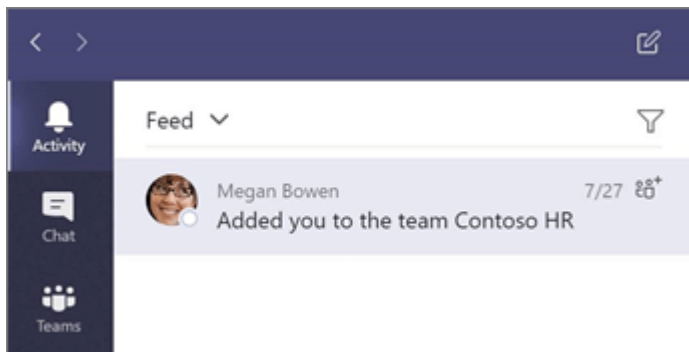 Activity
Feed
Megan Bowen 7/27
Added you to the team Contoso HR
Chat
Teams